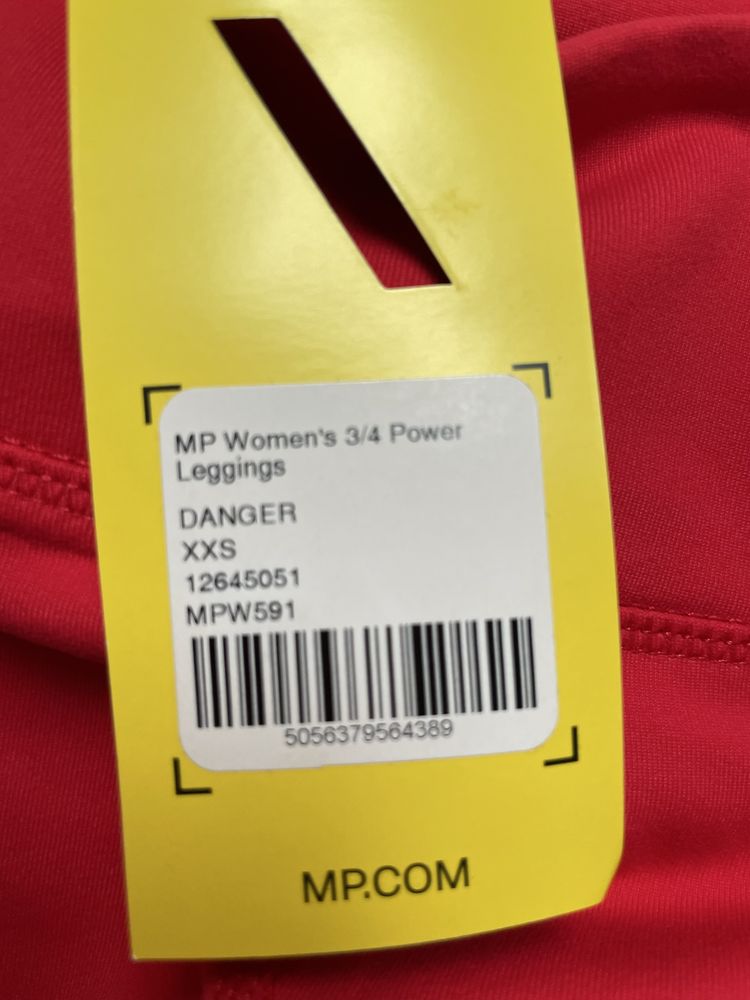 MP Women's 3/4 Power
Leggings
DANGER
XXS
12645051
MPW591
5056379564389
MP.COM